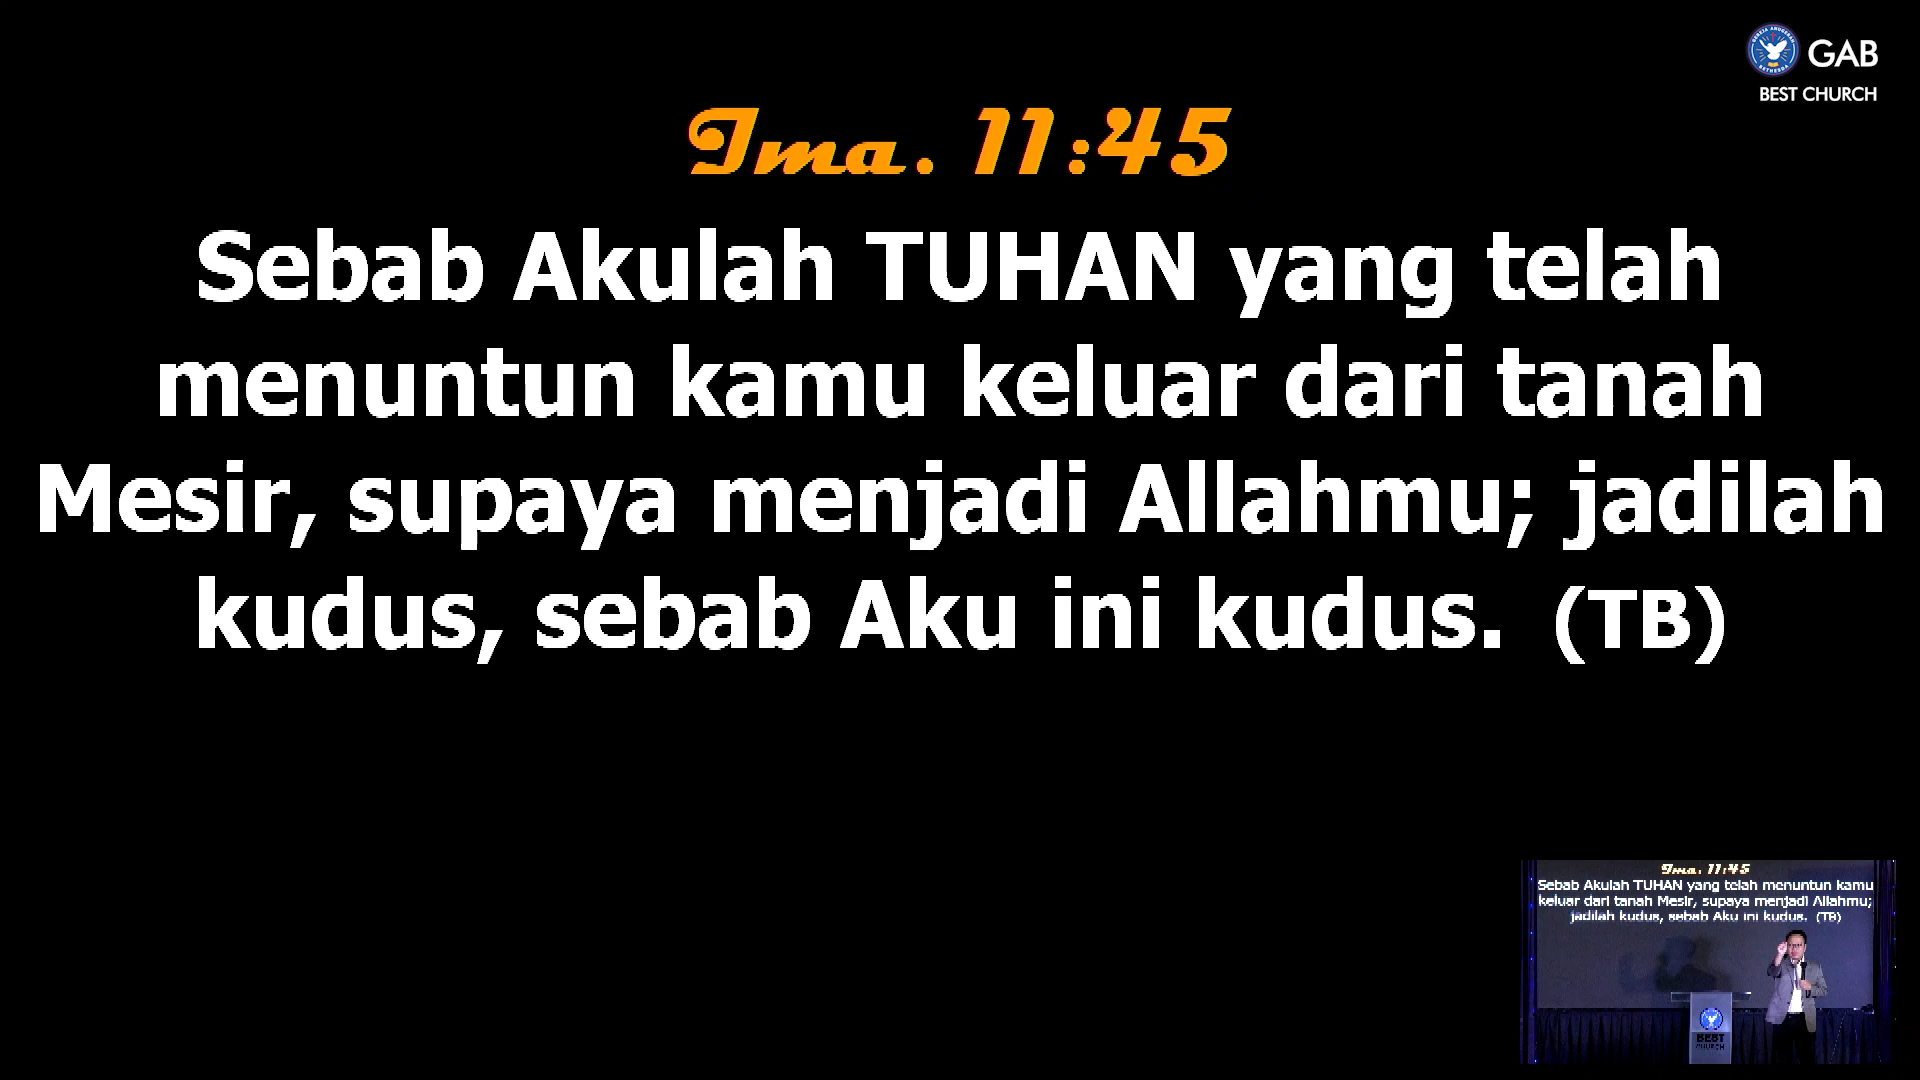 GAB
BEST CHURCH
Ima. 11:45
Sebab Akulah TUHAN yang telah
menuntun kamu keluar dari tanah
Mesir, supaya menjadi Allahmu; jadilah
kudus, sebab Aku ini kudus. (TB)
Ima. 11:45
Sebab Akulah TUHAN yang telah menuntun kamu
keluar dari tanah Mesir, supaya menjadi Allahmu;
jadilah kudus, sebab Aku ini kudus. (TB)
BEST
CHURCH